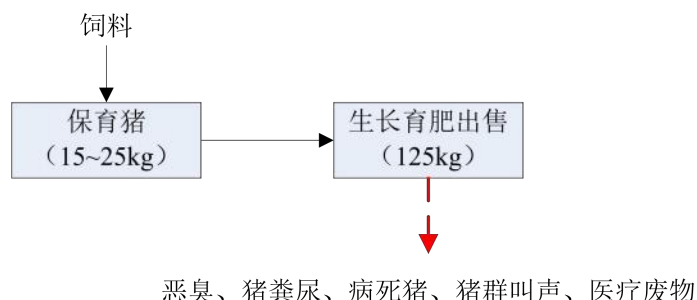 饲料
保育猪
（15~25kg）
生长育肥出售
（125kg）
恶臭、猪粪尿、病死猪、猪群叫声、医疗废物